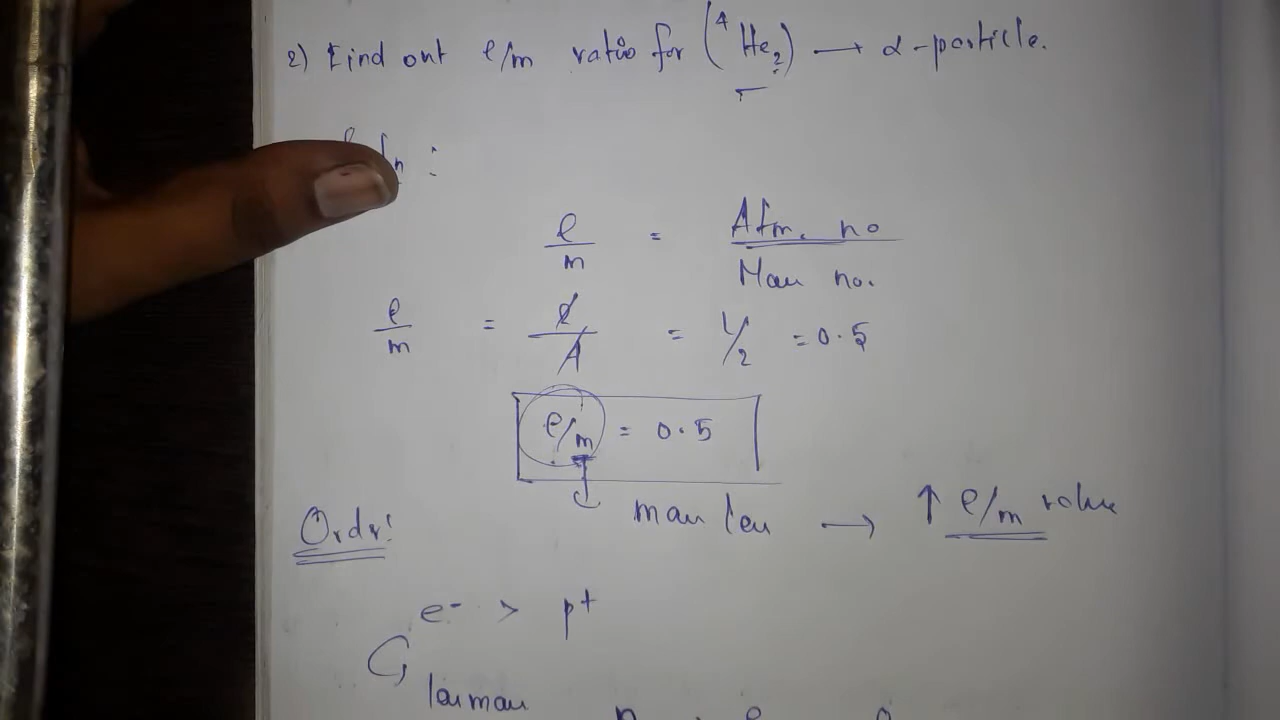 2) Find out e/m ratio for (⁴He₂) → α-particle.
:
e/m = Atm. no / Mass no.
e/m = 2/4 = 1/2 = 0.5
e/m = 0.5
mass less → ↑ e/m value
Order:
e⁻ > p⁺
less mass